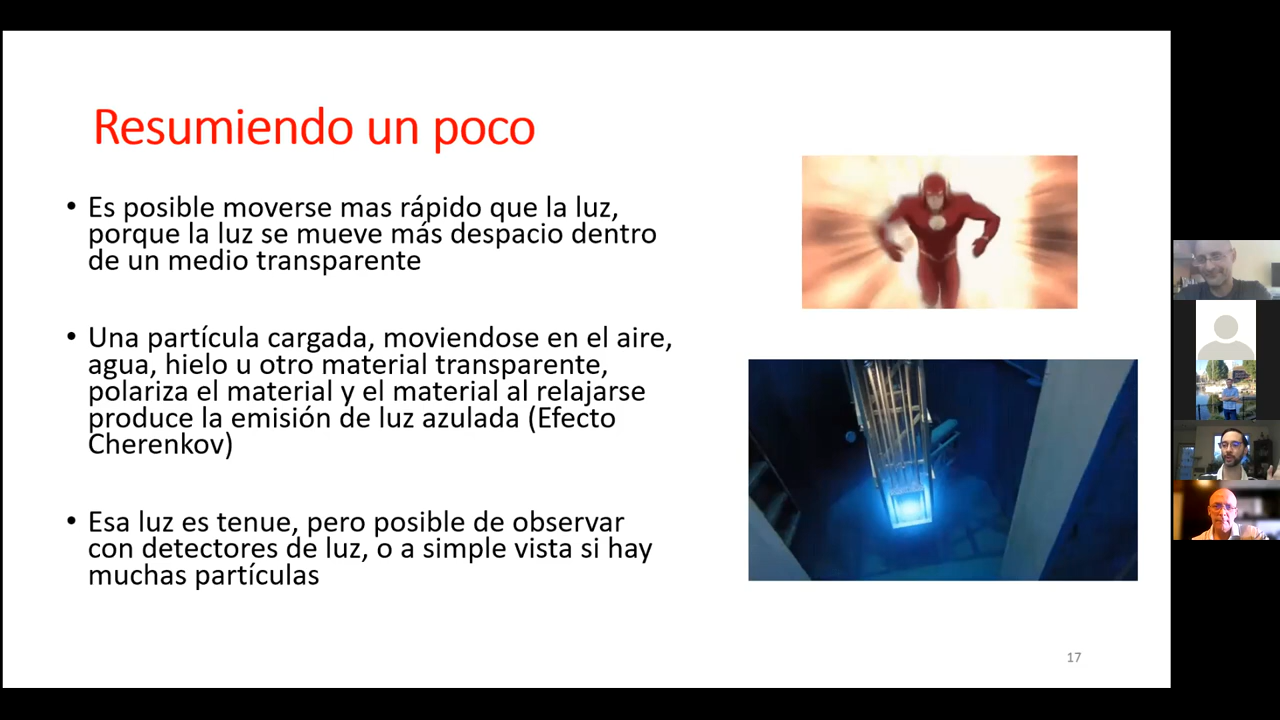 Resumiendo un poco
• Es posible moverse mas rápido que la luz,
porque la luz se mueve más despacio dentro
de un medio transparente
• Una partícula cargada, moviendose en el aire,
agua, hielo u otro material transparente,
polariza el material y el material al relajarse
produce la emisión de luz azulada (Efecto
Cherenkov)
• Esa luz es tenue, pero posible de observar
con detectores de luz, o a simple vista si hay
muchas partículas
17